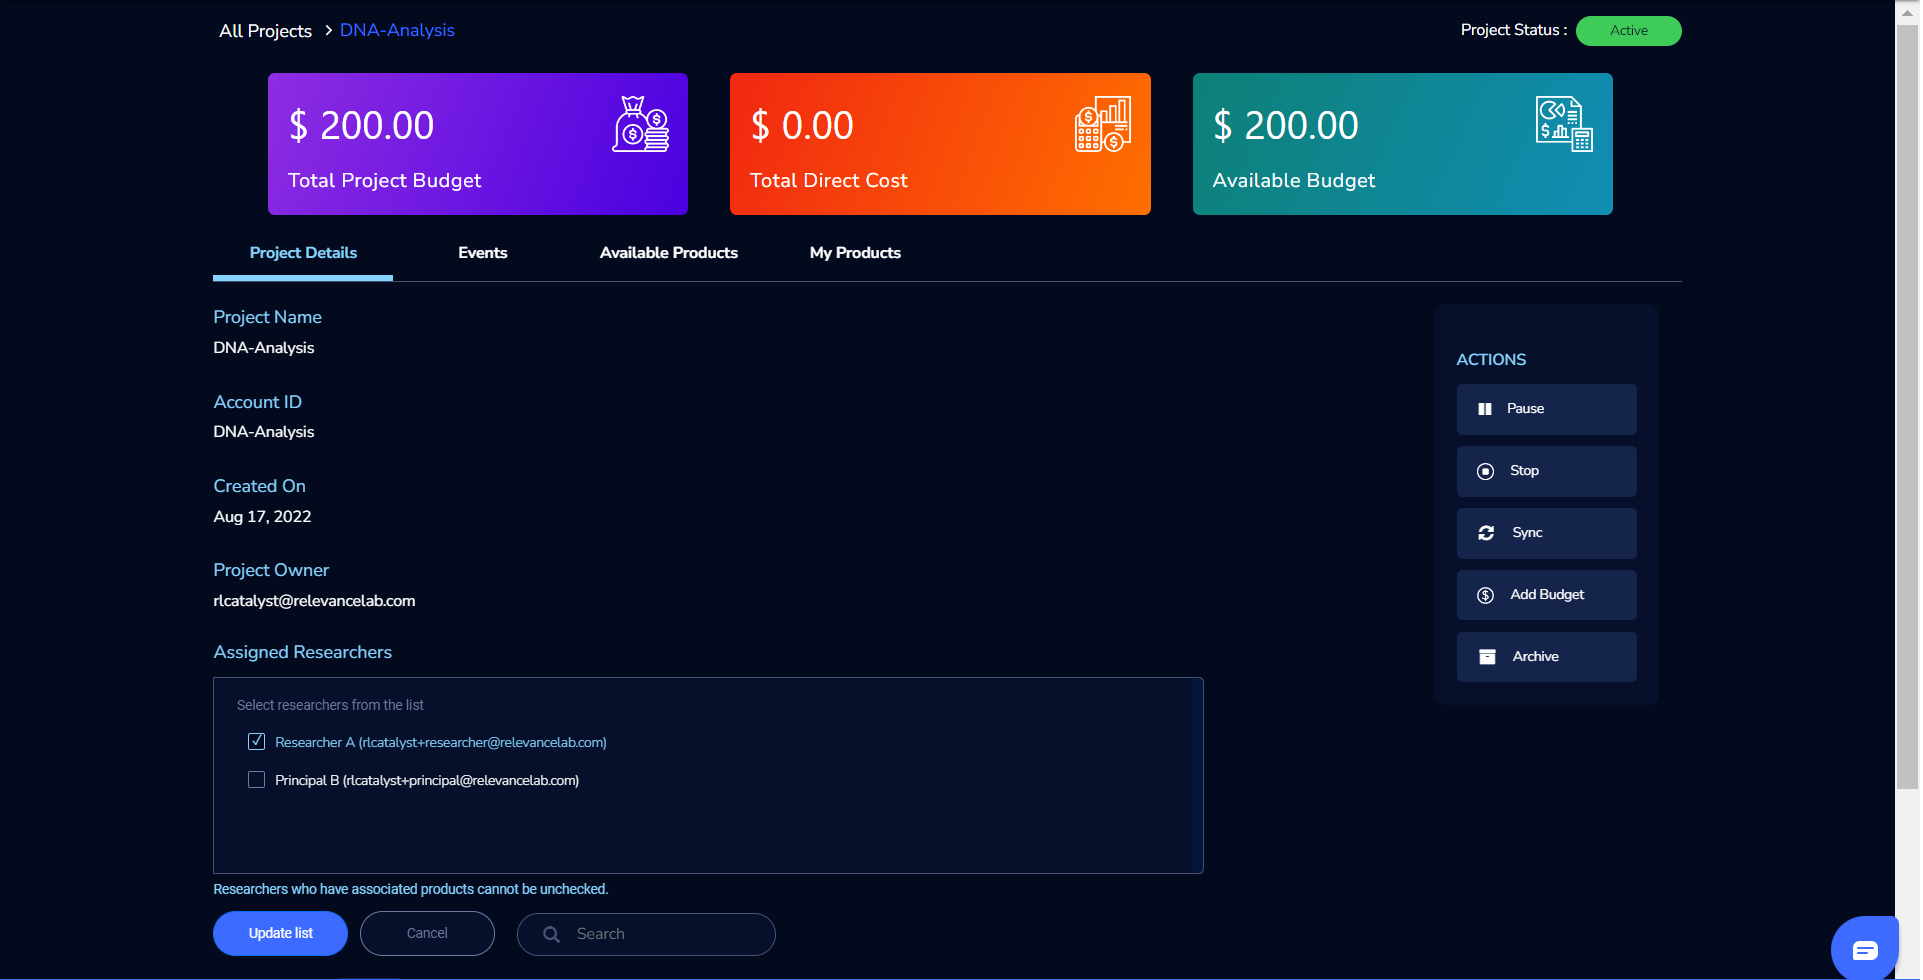 All Projects > DNA-Analysis
Project Status : Active
$ 200.00
Total Project Budget
$ 0.00
Total Direct Cost
$ 200.00
Available Budget
Project Details
Events
Available Products
My Products
Project Name
DNA-Analysis
Account ID
DNA-Analysis
Created On
Aug 17, 2022
Project Owner
rlcatalyst@relevancelab.com
Assigned Researchers
Select researchers from the list
Researcher A (rlcatalyst+researcher@relevancelab.com)
Principal B (rlcatalyst+principal@relevancelab.com)
Researchers who have associated products cannot be unchecked.
Update list
Cancel
Search
ACTIONS
Pause
Stop
Sync
Add Budget
Archive